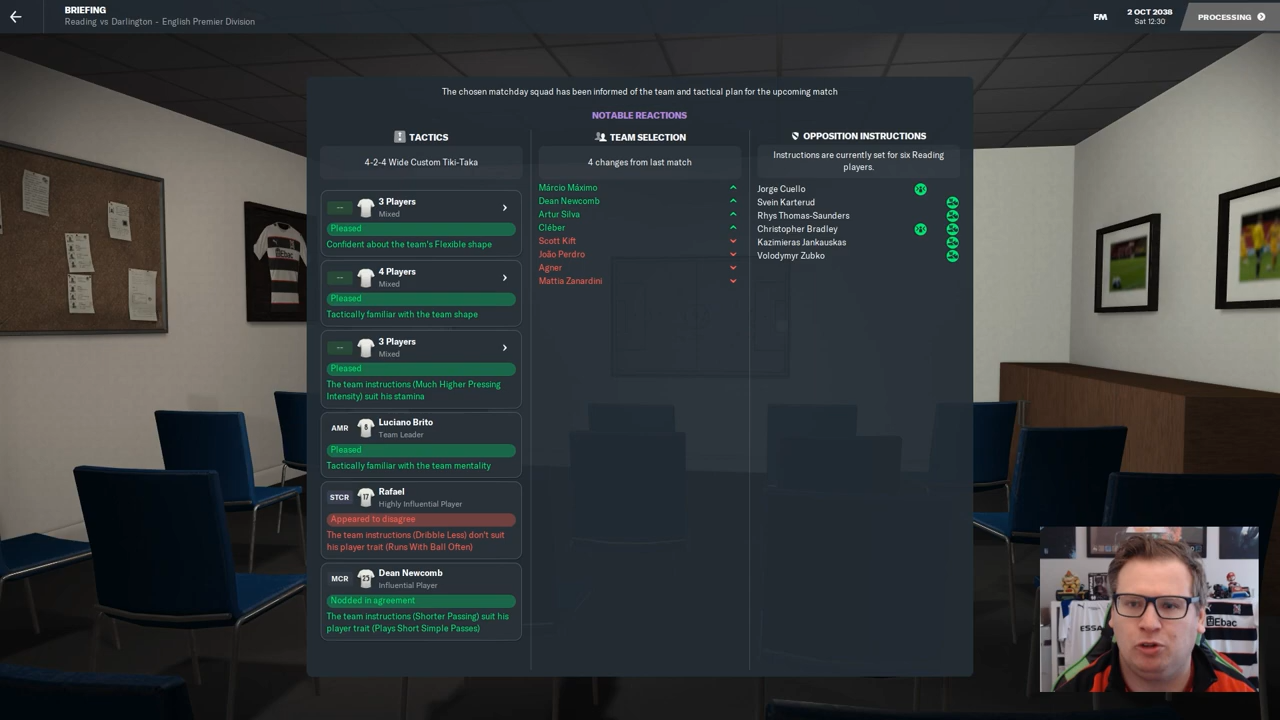 BRIEFING
Reading vs Darlington - English Premier Division
FM
2 OCT 2038
Sat 12:30
PROCESSING
The chosen matchday squad has been informed of the team and tactical plan for the upcoming match
NOTABLE REACTIONS
TACTICS
4-2-4 Wide Custom Tiki-Taka
-- 3 Players
Mixed
Pleased
Confident about the team's Flexible shape
-- 4 Players
Mixed
Pleased
Tactically familiar with the team shape
-- 3 Players
Mixed
Pleased
The team instructions (Much Higher Pressing
Intensity) suit his stamina
AMR 8 Luciano Brito
Team Leader
Pleased
Tactically familiar with the team mentality
STCR 17 Rafael
Highly Influential Player
Appeared to disagree
The team instructions (Dribble Less) don't suit
his player trait (Runs With Ball Often)
MCR 23 Dean Newcomb
Influential Player
Nodded in agreement
The team instructions (Shorter Passing) suit his
player trait (Plays Short Simple Passes)
TEAM SELECTION
4 changes from last match
Márcio Máximo
Dean Newcomb
Artur Silva
Cléber
Scott Kift
João Perdro
Agner
Mattia Zanardini
OPPOSITION INSTRUCTIONS
Instructions are currently set for six Reading
players.
Jorge Cuello
Svein Karterud
Rhys Thomas-Saunders
Christopher Bradley
Kazimieras Jankauskas
Volodymyr Zubko
ESSA
Ebac